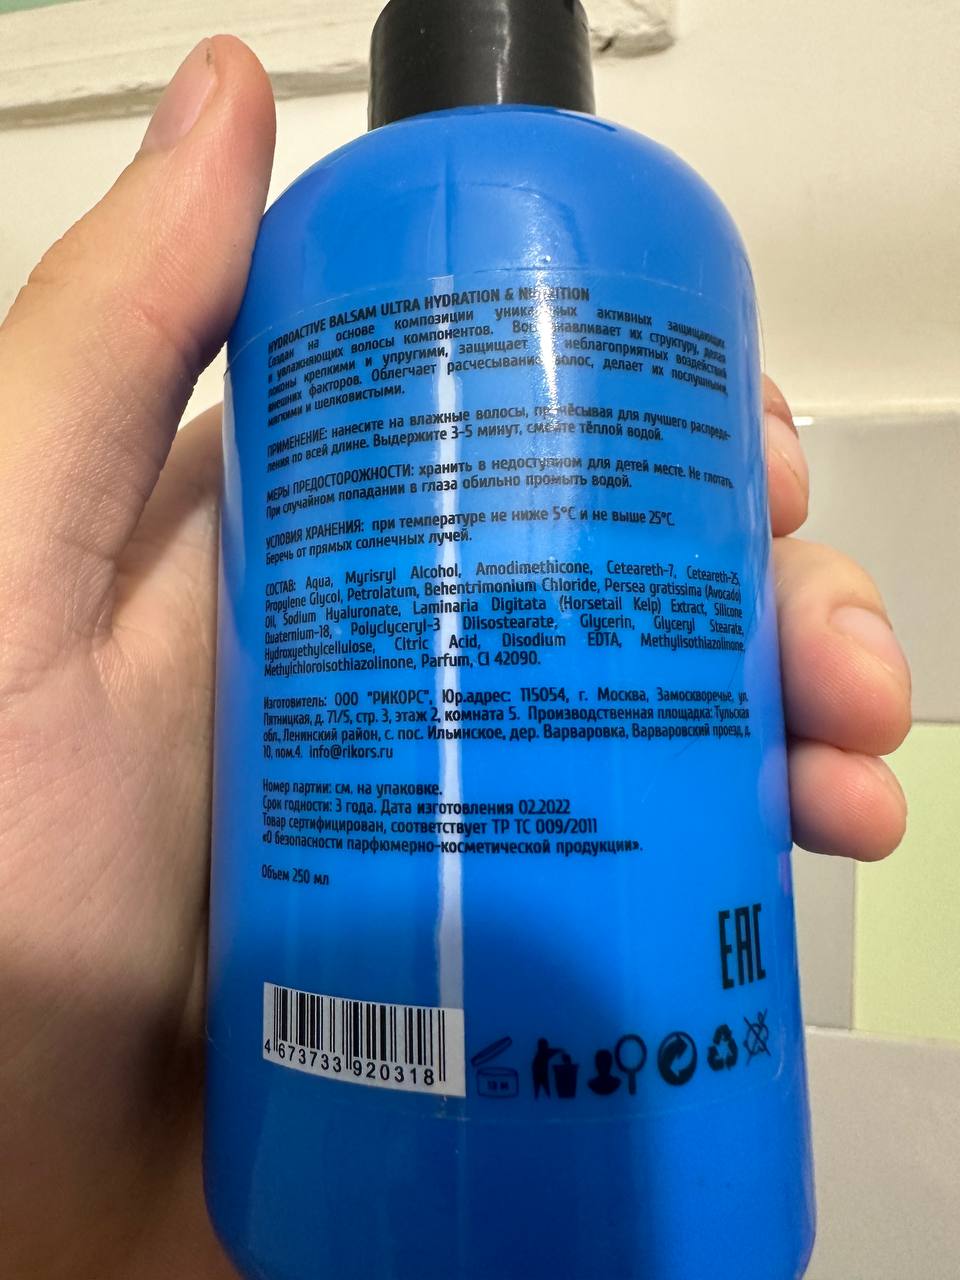 HYDROACTIVE BALSAM ULTRA HYDRATION & NUTRITION
Создан на основе композиции уникальных активных защищающих
и увлажняющих волосы компонентов. Восстанавливает их структуру, делая
локоны крепкими и упругими, защищает от неблагоприятных воздействий
внешних факторов. Облегчает расчесывание волос, делает их послушными,
мягкими и шелковистыми.
ПРИМЕНЕНИЕ: нанесите на влажные волосы, прочёсывая для лучшего распреде-
ления по всей длине. Выдержите 3-5 минут, смойте тёплой водой.
МЕРЫ ПРЕДОСТОРОЖНОСТИ: хранить в недоступном для детей месте. Не глотать.
При случайном попадании в глаза обильно промыть водой.
УСЛОВИЯ ХРАНЕНИЯ: при температуре не ниже 5°С и не выше 25°С.
Беречь от прямых солнечных лучей.
СОСТАВ: Aqua, Myrisryl Alcohol, Amodimethicone, Ceteareth-7, Ceteareth-25,
Propylene Glycol, Petrolatum, Behentrimonium Chloride, Persea gratissima (Avocado)
Oil, Sodium Hyaluronate, Laminaria Digitata (Horsetail Kelp) Extract, Silicone
Quaternium-18, Polyclyceryl-3 Diisostearate, Glycerin, Glyceryl Stearate,
Hydroxyethylcellulose, Citric Acid, Disodium EDTA, Methylisothiazolinone,
Methylchloroisothiazolinone, Parfum, CI 42090.
Изготовитель: ООО "РИКОРС", Юр.адрес: 115054, г. Москва, Замоскворечье, ул.
Пятницкая, д. 71/5, стр. 3, этаж 2, комната 5. Производственная площадка: Тульская
обл., Ленинский район, с. пос. Ильинское, дер. Варваровка, Варваровский проезд, д.
10, пом.4. info@rikors.ru
Номер партии: см. на упаковке.
Срок годности: 3 года. Дата изготовления 02.2022
Товар сертифицирован, соответствует ТР ТС 009/2011
«О безопасности парфюмерно-косметической продукции».
Объем 250 мл
EAC
4 673733 920318